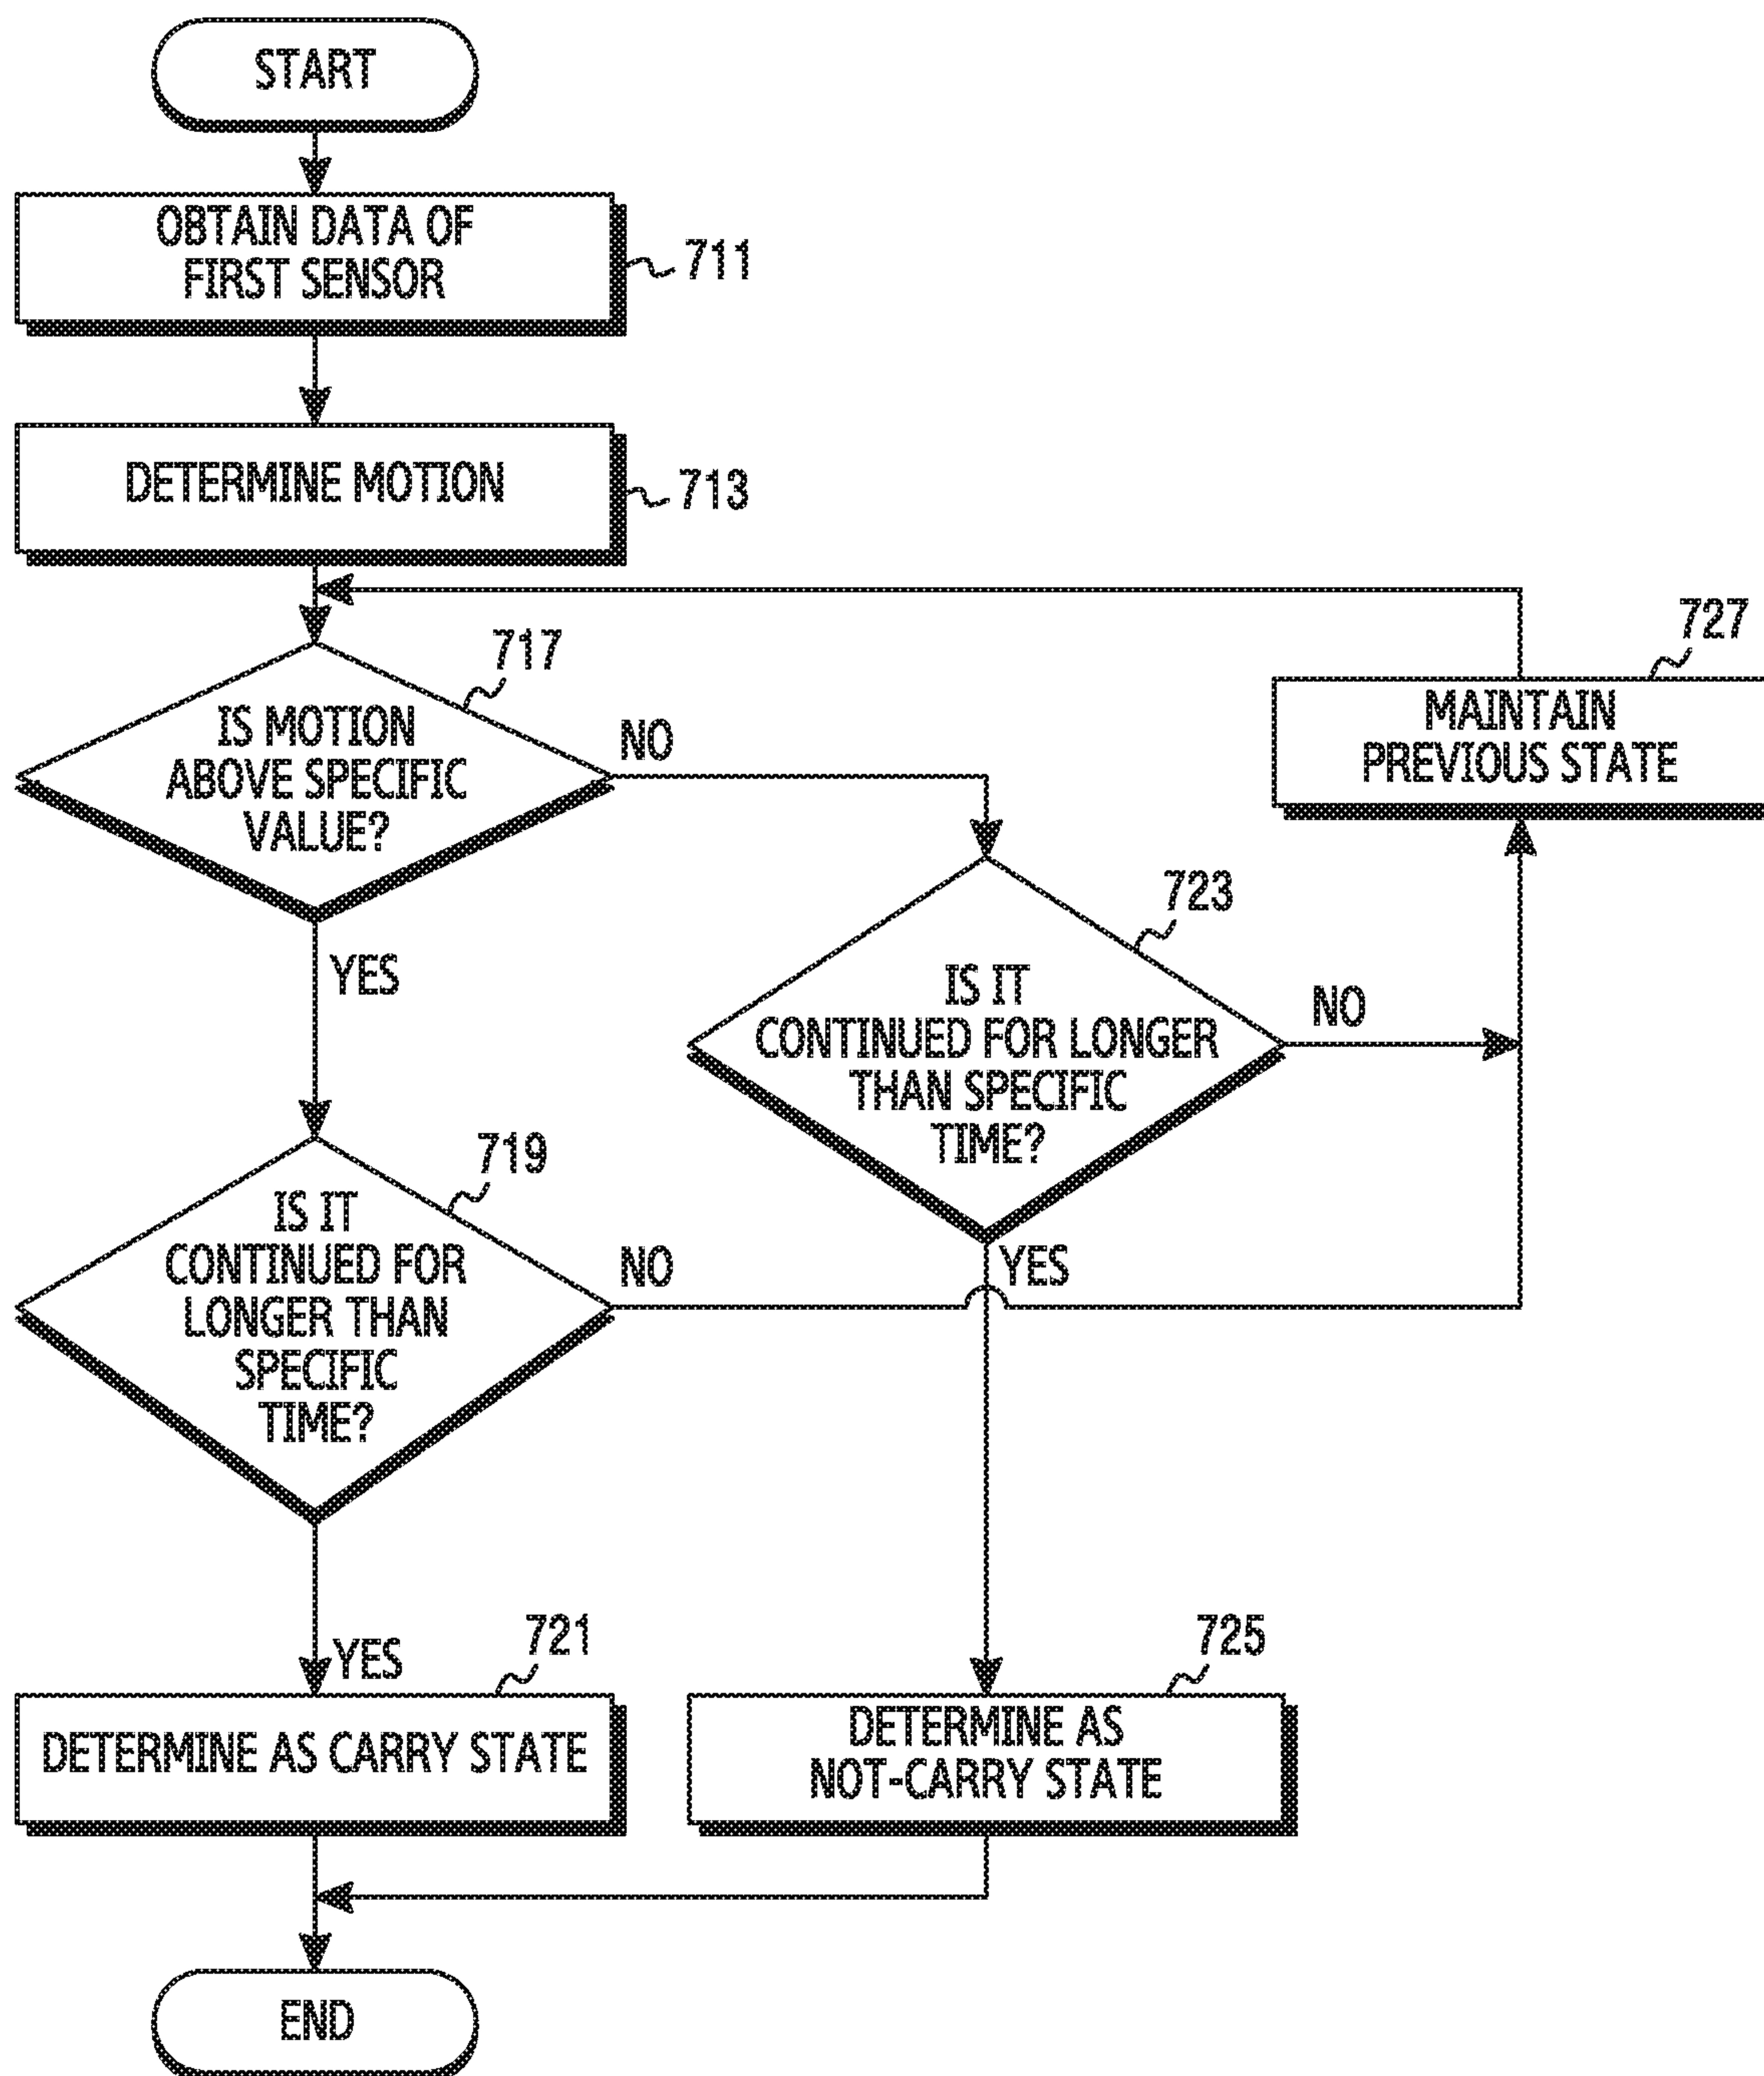 START
OBTAIN DATA OF
FIRST SENSOR
711
DETERMINE MOTION
713
727
MAINTAIN
PREVIOUS STATE
717
IS MOTION
ABOVE SPECIFIC
VALUE?
NO
YES
723
IS IT
CONTINUED FOR LONGER
THAN SPECIFIC
TIME?
NO
YES
719
IS IT
CONTINUED FOR
LONGER THAN
SPECIFIC
TIME?
NO
YES
721
DETERMINE AS CARRY STATE
725
DETERMINE AS
NOT-CARRY STATE
END